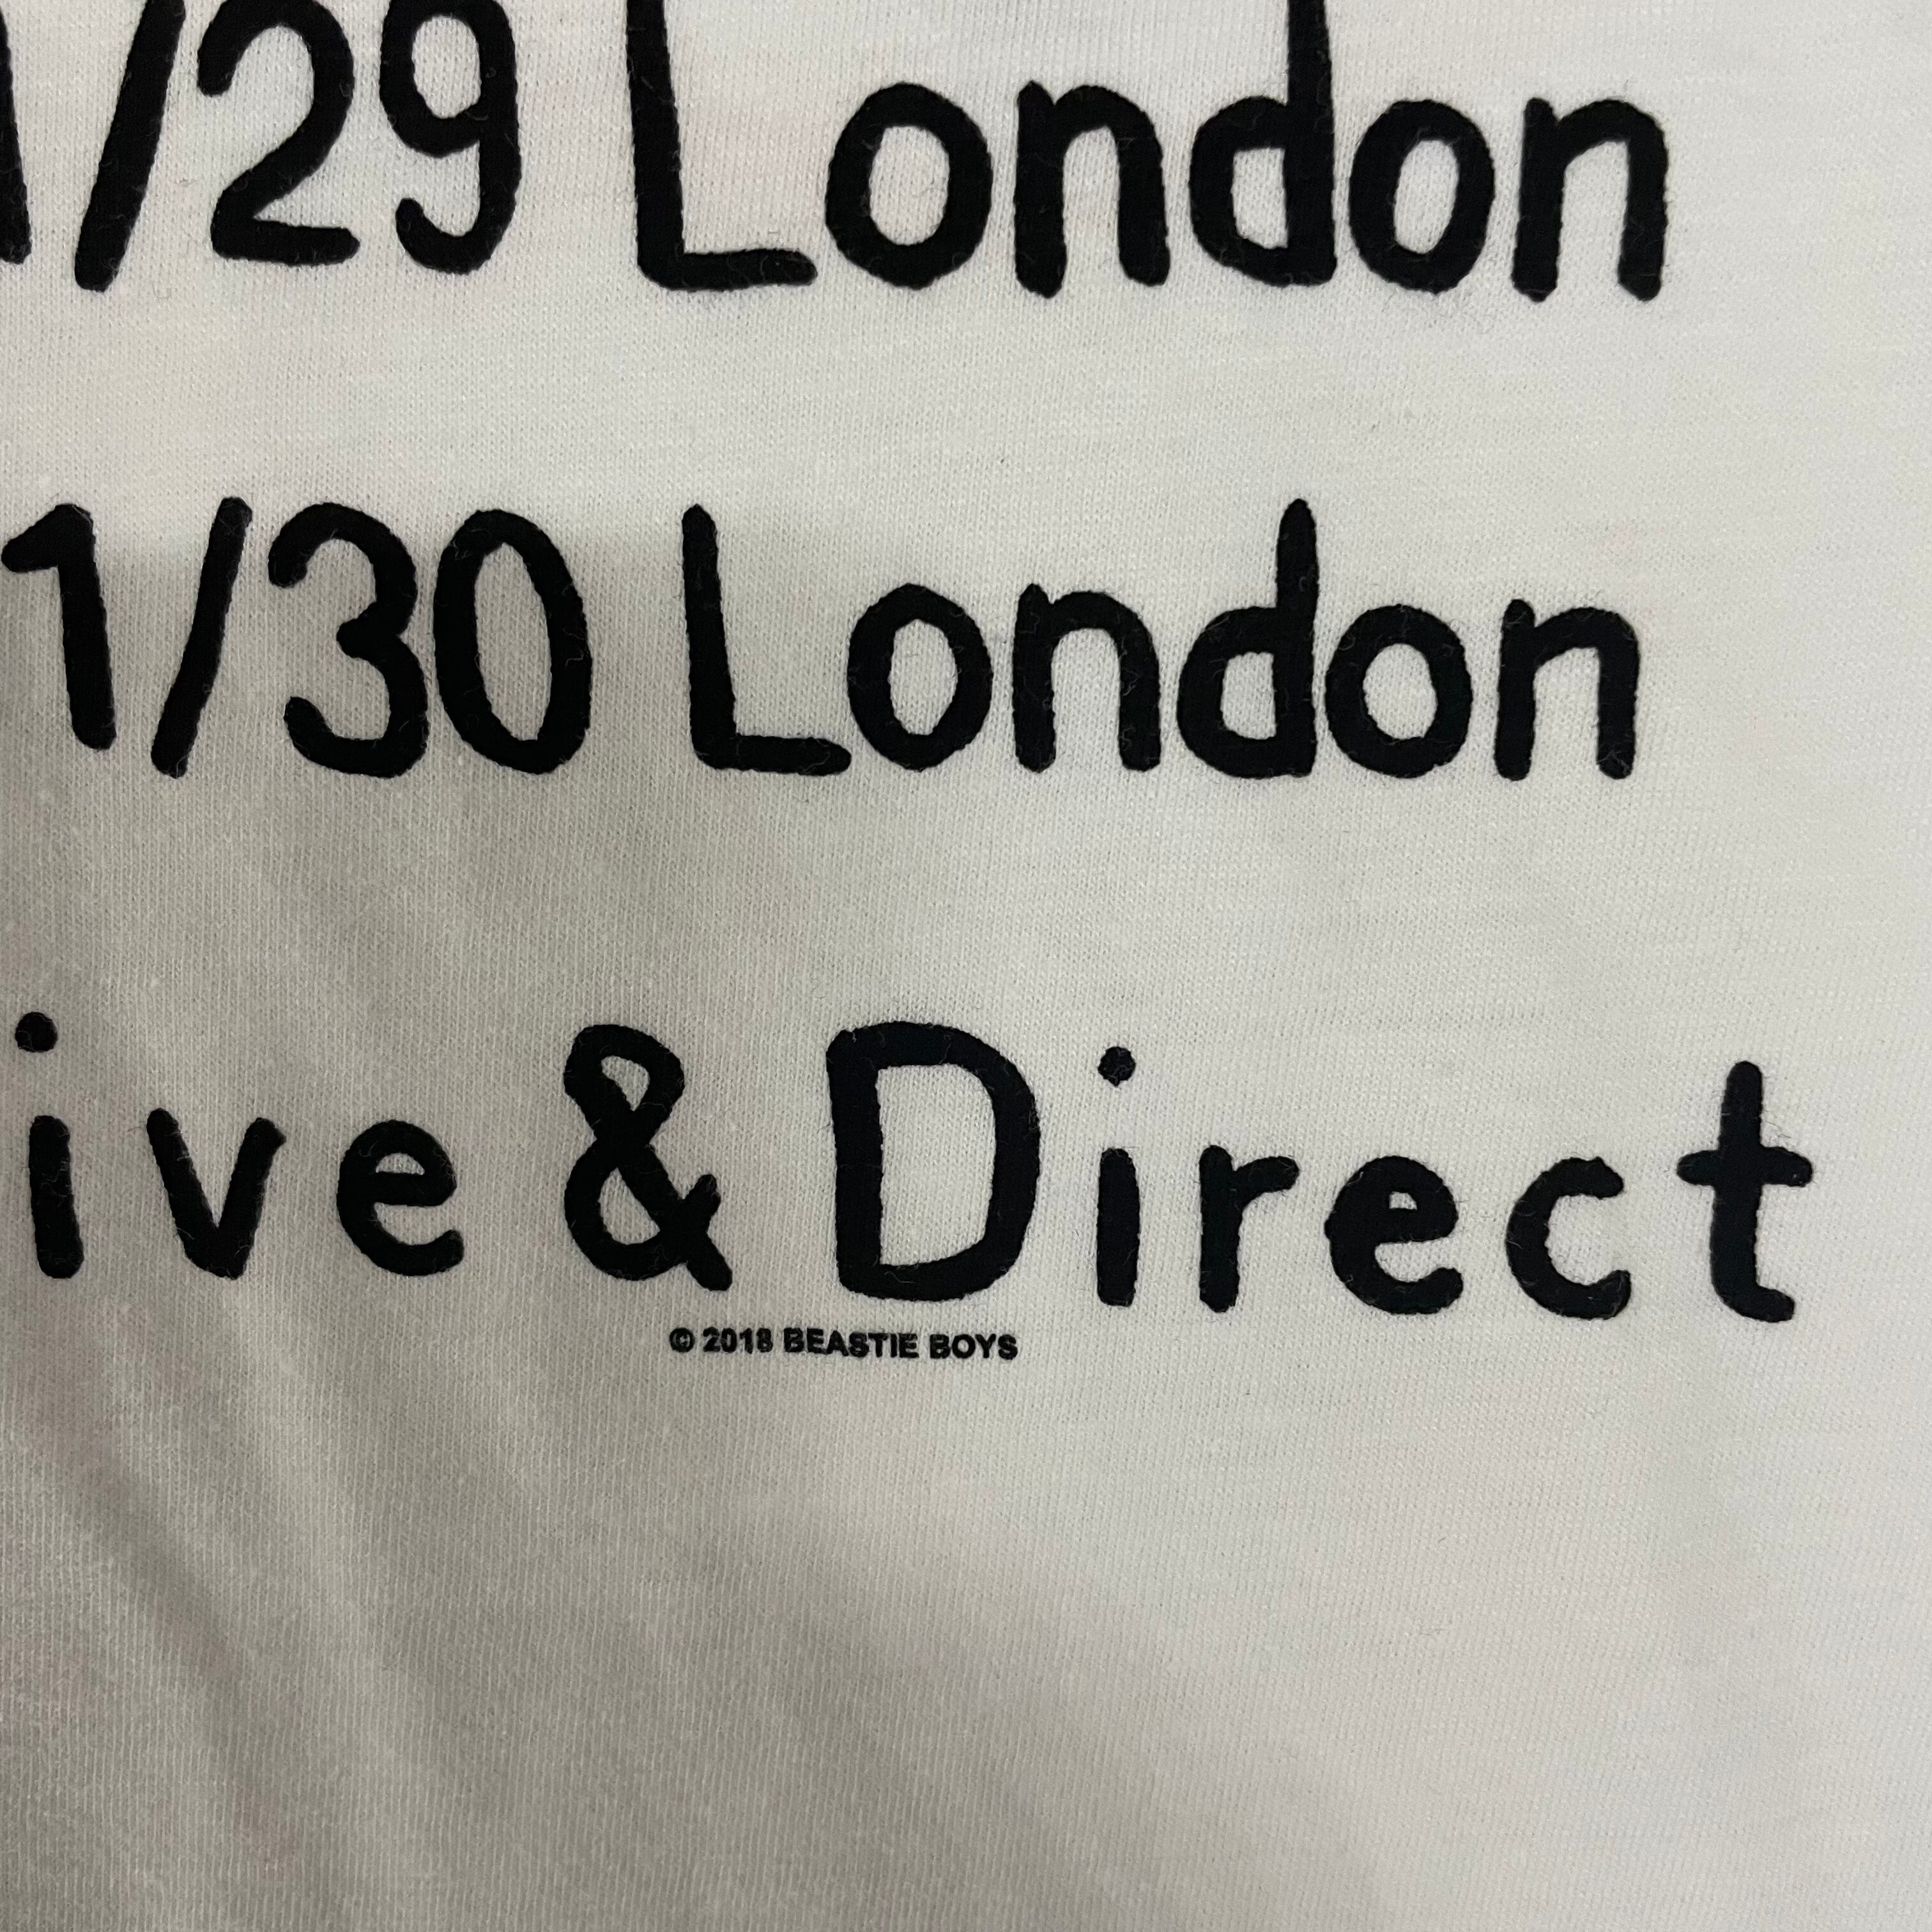 1/29 London
1/30 London
ive & Direct
© 2018 BEASTIE BOYS